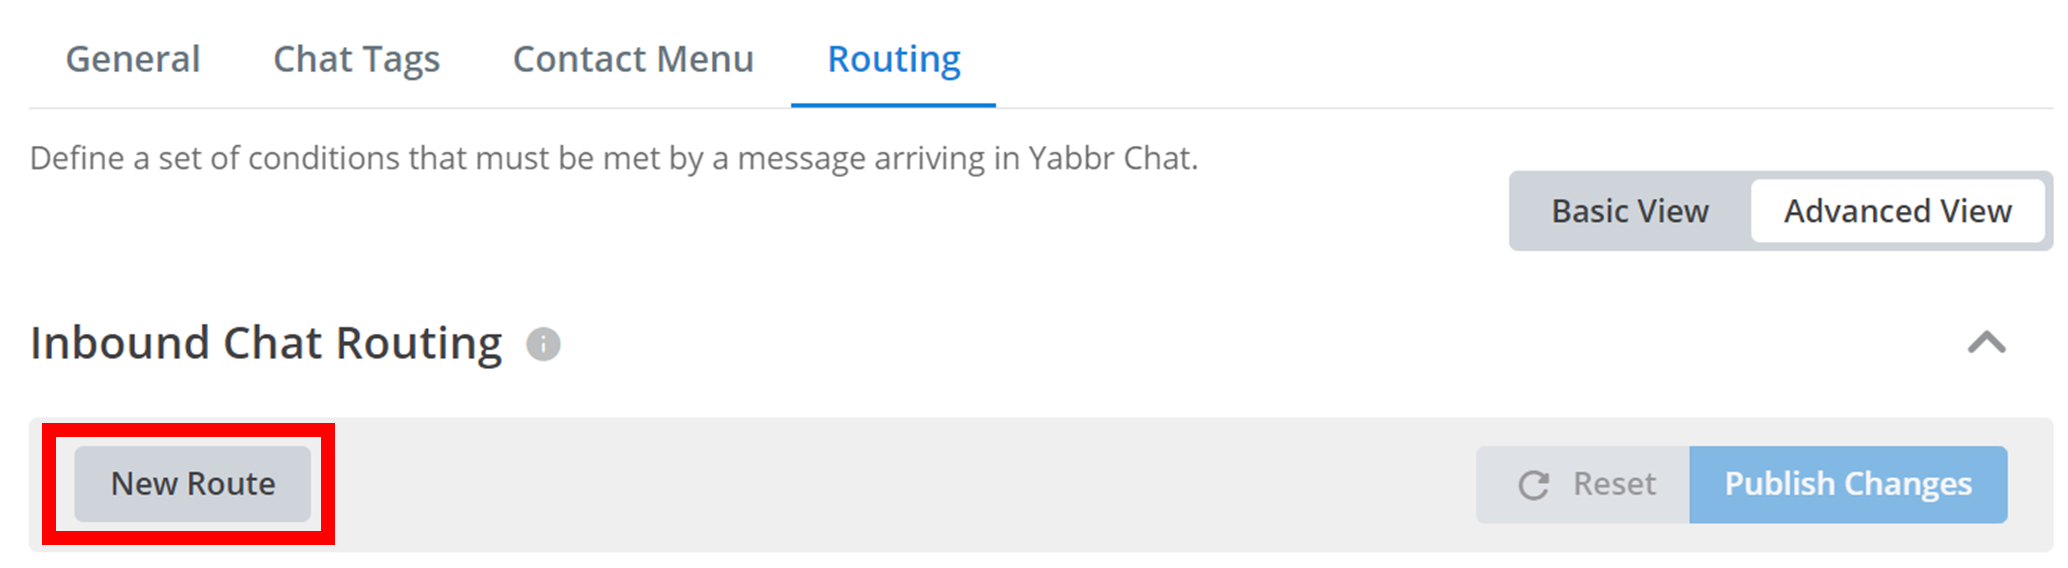 General Chat Tags Contact Menu Routing
Define a set of conditions that must be met by a message arriving in Yabbr Chat.
Basic View Advanced View
Inbound Chat Routing i
New Route Reset Publish Changes